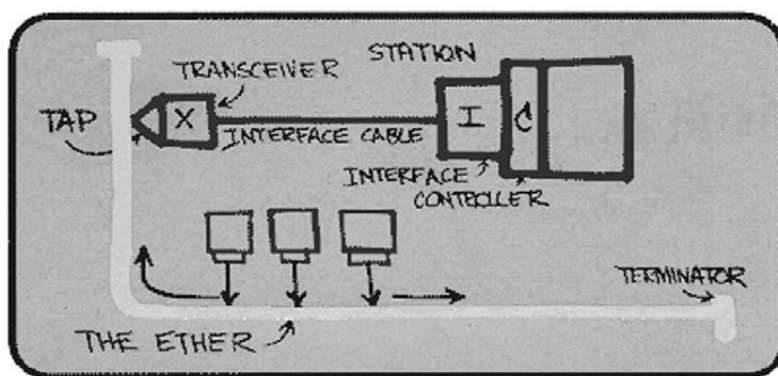 STATION
TRANSCEIVER
TAP
X
I
C
INTERFACE CABLE
INTERFACE
CONTROLLER
TERMINATOR
THE ETHER